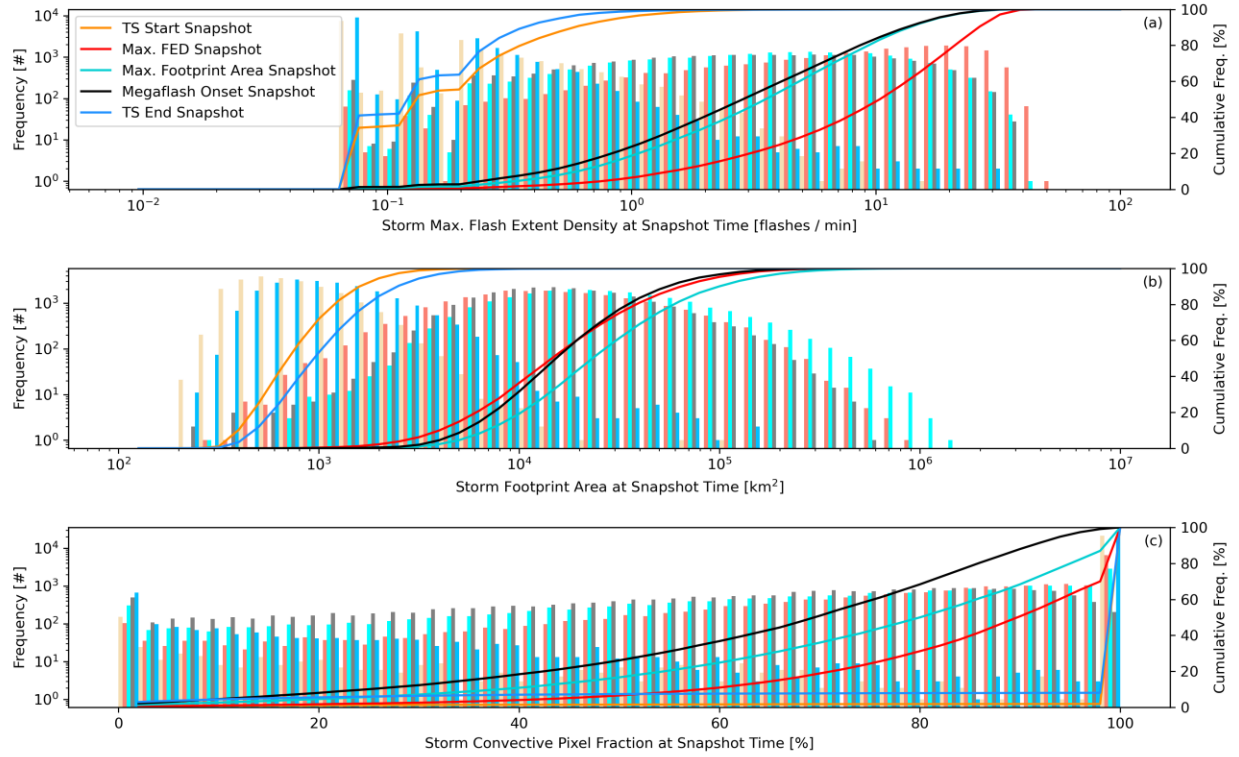 (a)
TS Start Snapshot
Max. FED Snapshot
Max. Footprint Area Snapshot
Megaflash Onset Snapshot
TS End Snapshot
Frequency [#]
10⁴
10³
10²
10¹
10⁰
100
80
60
40
20
0
Cumulative Freq. [%]
10⁻² 10⁻¹ 10⁰ 10¹ 10²
Storm Max. Flash Extent Density at Snapshot Time [flashes / min]
(b)
Frequency [#]
10³
10²
10¹
10⁰
100
80
60
40
20
0
Cumulative Freq. [%]
10² 10³ 10⁴ 10⁵ 10⁶ 10⁷
Storm Footprint Area at Snapshot Time [km²]
(c)
Frequency [#]
10⁴
10³
10²
10¹
10⁰
100
80
60
40
20
0
Cumulative Freq. [%]
0 20 40 60 80 100
Storm Convective Pixel Fraction at Snapshot Time [%]